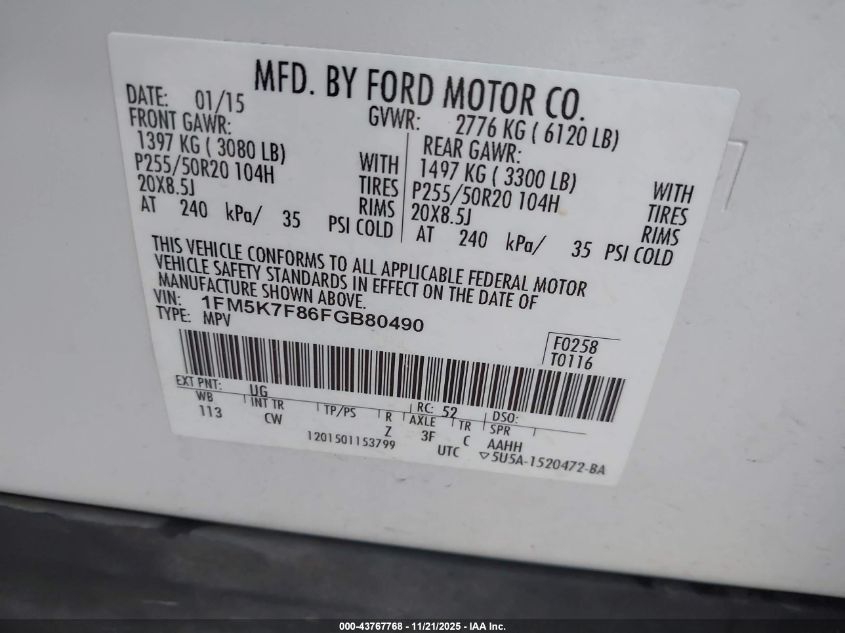 MFD. BY FORD MOTOR CO.
DATE: 01/15 GVWR: 2776 KG ( 6120 LB)
FRONT GAWR: REAR GAWR:
1397 KG ( 3080 LB) WITH 1497 KG ( 3300 LB) WITH
P255/50R20 104H TIRES P255/50R20 104H TIRES
20X8.5J RIMS 20X8.5J RIMS
AT 240 kPa/ 35 PSI COLD AT 240 kPa/ 35 PSI COLD
THIS VEHICLE CONFORMS TO ALL APPLICABLE FEDERAL MOTOR
VEHICLE SAFETY STANDARDS IN EFFECT ON THE DATE OF
MANUFACTURE SHOWN ABOVE.
VIN: 1FM5K7F86FGB80490
TYPE: MPV
F0258
T0116
EXT PNT: UG RC: 52 DSO:
WB INT TR TP/PS R AXLE TR SPR
113 CW Z 3F C AAHH
1201501153799 UTC ▽5U5A-1520472-BA
000-43767768 - 11/21/2025 - IAA Inc.